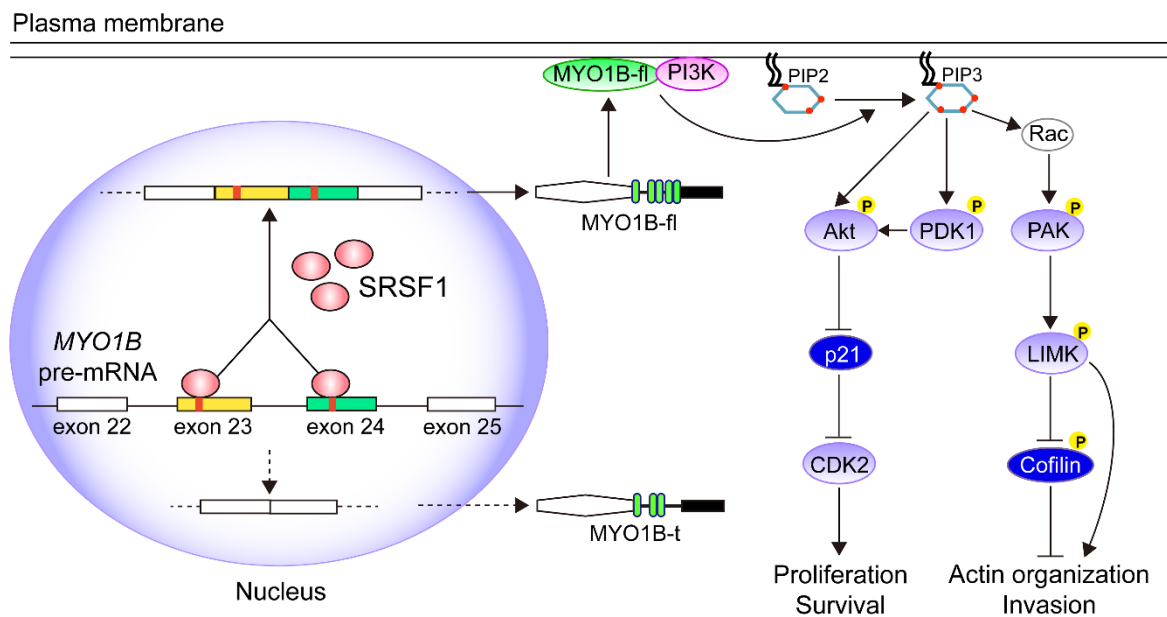 Plasma membrane
MYO1B-fl
PI3K
PIP2
PIP3
Rac
MYO1B-fl
Akt
P
PDK1
P
PAK
P
SRSF1
MYO1B
pre-mRNA
p21
LIMK
P
exon 22
exon 23
exon 24
exon 25
CDK2
Cofilin
P
MYO1B-t
Nucleus
Proliferation
Survival
Actin organization
Invasion